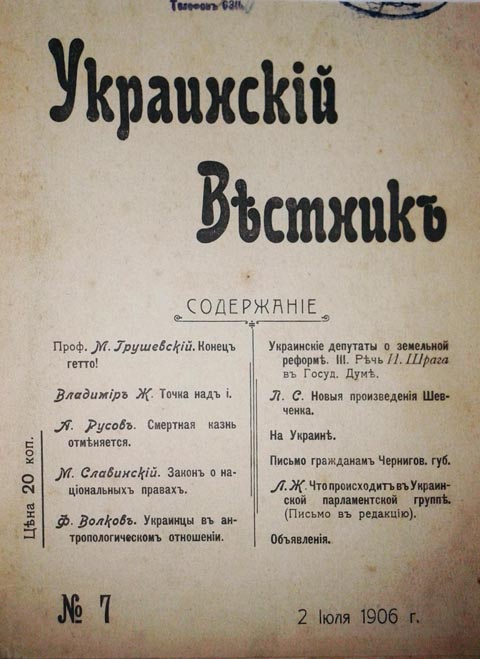 Телефонъ 63
Украинскій
Вѣстникъ
СОДЕРЖАНІЕ
Проф. М. Грушевскій. Конецъ
гетто!
Владиміръ Ж. Точка надъ і.
А. Русовъ. Смертная казнь
отмѣняется.
М. Славинскій. Законъ о на-
ціональныхъ правахъ.
Ф. Волковъ. Украинцы въ ан-
тропологическомъ отношеніи.
Украинскіе депутаты о земельной
реформѣ. III. Рѣчь И. Шрага
въ Госуд. Думѣ.
Л. С. Новыя произведенія Шев-
ченка.
На Украинѣ.
Письмо гражданамъ Чернигов. губ.
Л. Ж. Что происходитъ въ Украин-
ской парламентской группѣ.
(Письмо въ редакцію).
Объявленія.
Цѣна 20 коп.
№ 7
2 Іюля 1906 г.